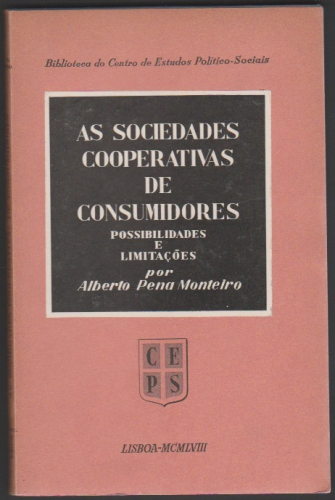 Biblioteca do Centro de Estudos Político-Sociais
AS SOCIEDADES
COOPERATIVAS
DE
CONSUMIDORES
POSSIBILIDADES
E
LIMITAÇÕES
por
Alberto Pena Monteiro
C E
P S
LISBOA-MCMLVIII